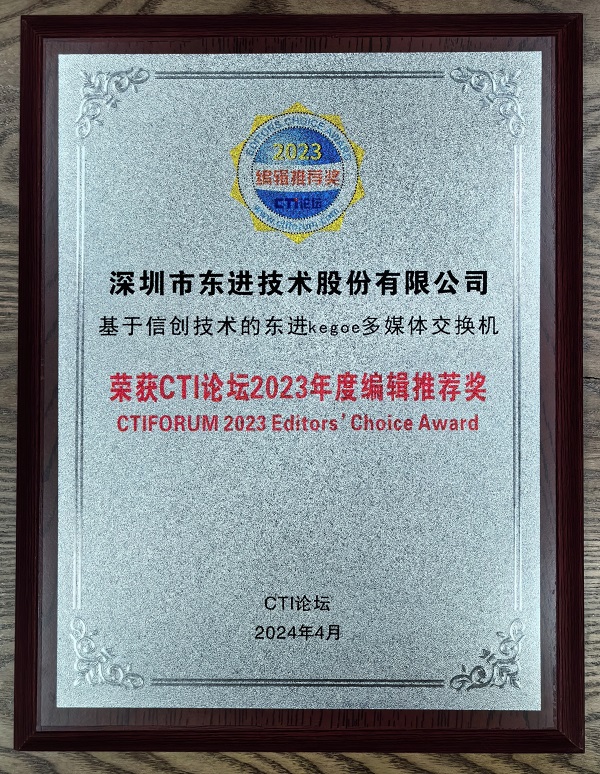 EDITORS' CHOICE AWARD
2023
编辑推荐奖
CTI论坛
深圳市东进技术股份有限公司
基于信创技术的东进kegoe多媒体交换机
荣获CTI论坛2023年度编辑推荐奖
CTIFORUM 2023 Editors' Choice Award
CTI论坛
2024年4月